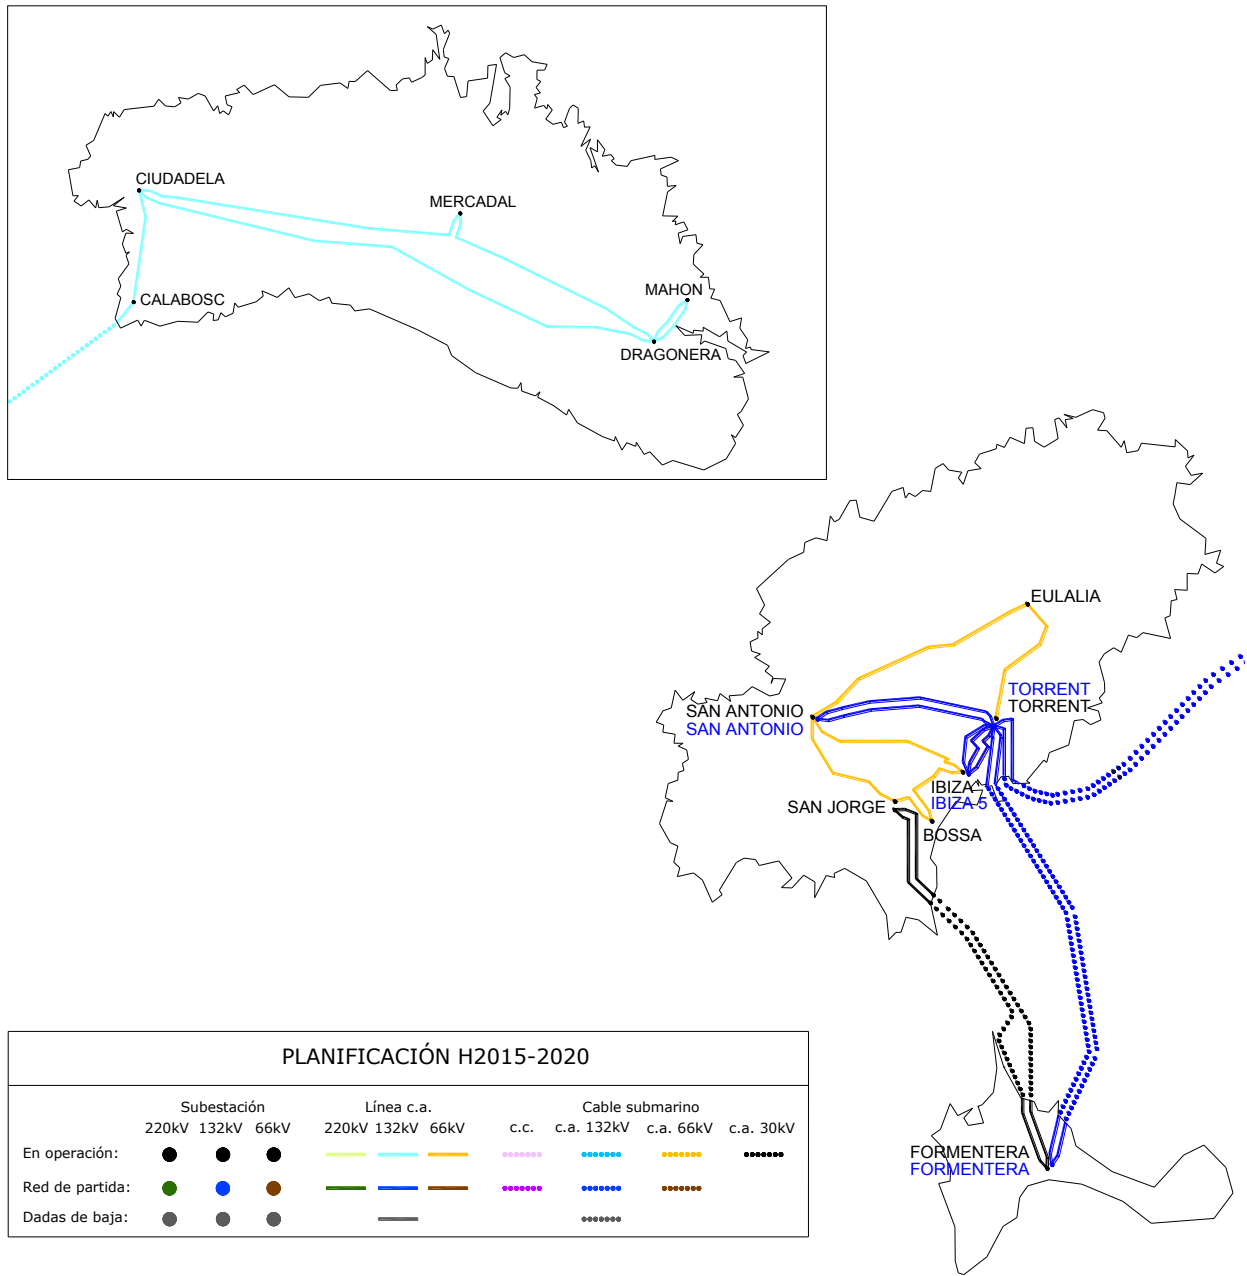 CIUDADELA
MERCADAL
MAHON
CALABOSC
DRAGONERA
EULALIA
TORRENT
SAN ANTONIO TORRENT
SAN ANTONIO
IBIZA
SAN JORGE IBIZA 5
BOSSA
PLANIFICACIÓN H2015-2020
Subestación Línea c.a. Cable submarino
220kV 132kV 66kV 220kV 132kV 66kV c.c. c.a. 132kV c.a. 66kV c.a. 30kV
En operación:
Red de partida:
Dadas de baja:
FORMENTERA
FORMENTERA